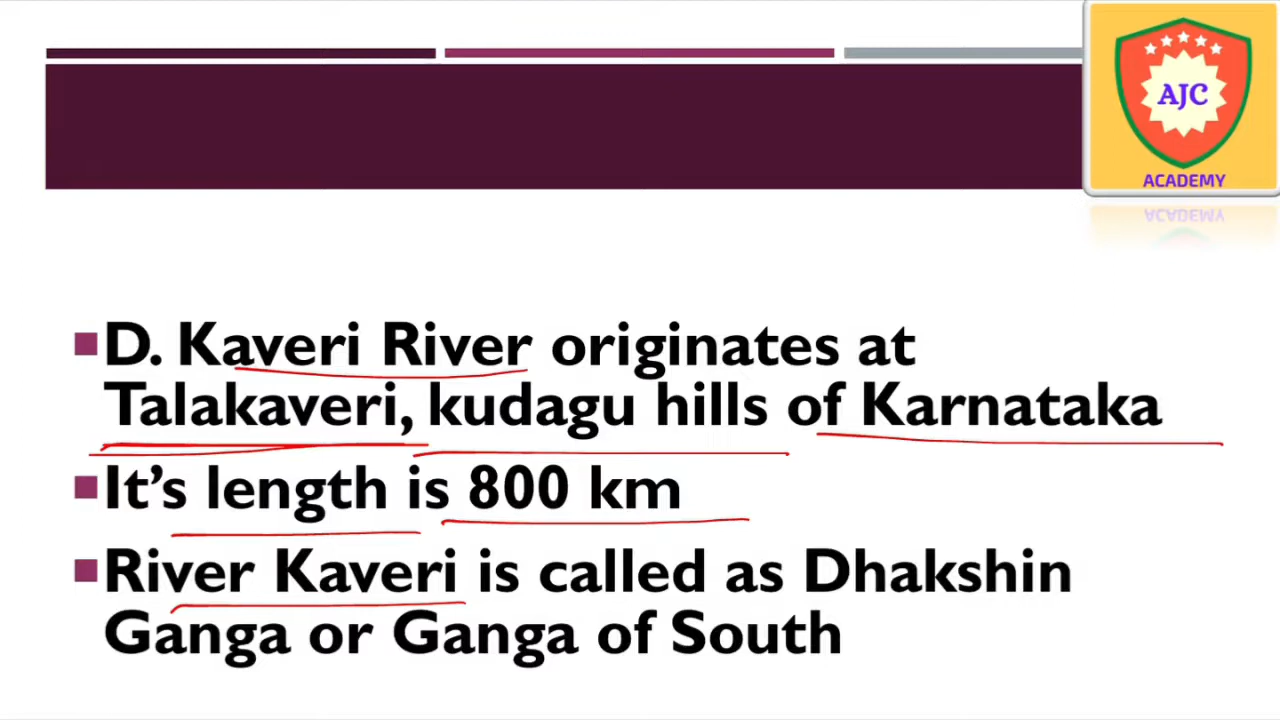 AJC
ACADEMY
D. Kaveri River originates at
Talakaveri, kudagu hills of Karnataka
It's length is 800 km
River Kaveri is called as Dhakshin
Ganga or Ganga of South